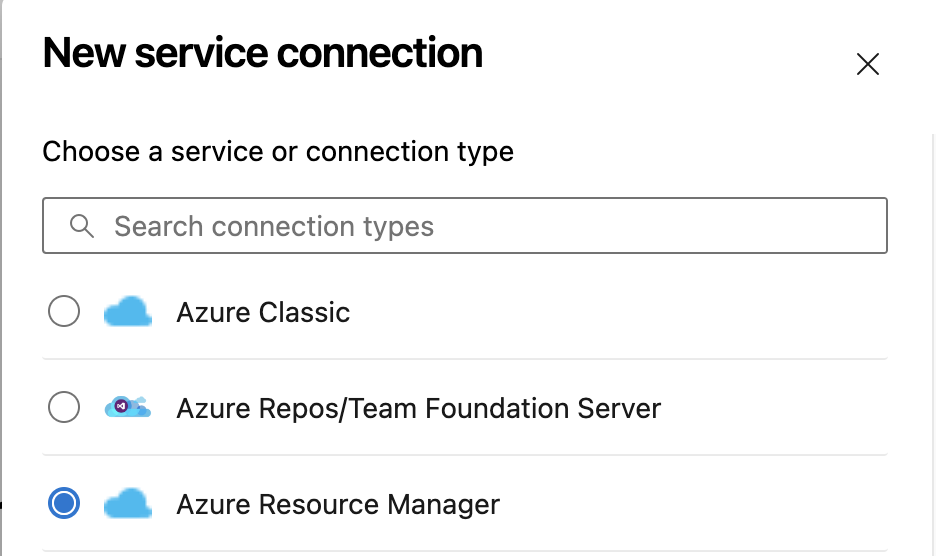 New service connection
Choose a service or connection type
Search connection types
Azure Classic
Azure Repos/Team Foundation Server
Azure Resource Manager